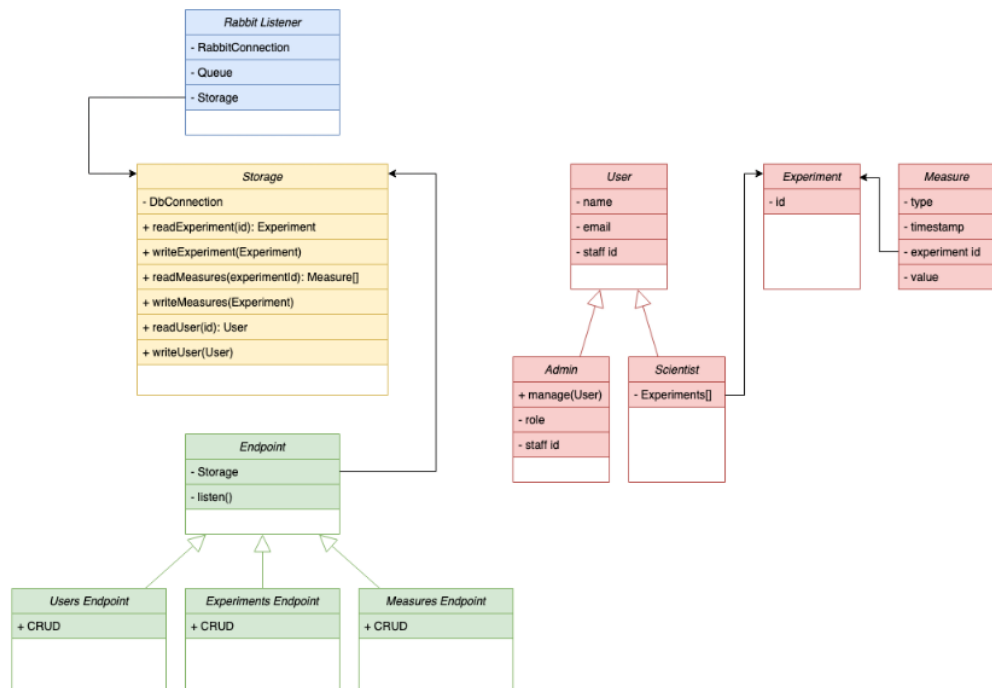 Rabbit Listener
- RabbitConnection
- Queue
- Storage
Storage
- DbConnection
+ readExperiment(id): Experiment
+ writeExperiment(Experiment)
+ readMeasures(experimentId): Measure[]
+ writeMeasures(Experiment)
+ readUser(id): User
+ writeUser(User)
Endpoint
- Storage
- listen()
Users Endpoint
+ CRUD
Experiments Endpoint
+ CRUD
Measures Endpoint
+ CRUD
User
- name
- email
- staff id
Admin
+ manage(User)
- role
- staff id
Scientist
- Experiments[]
Experiment
- id
Measure
- type
- timestamp
- experiment id
- value